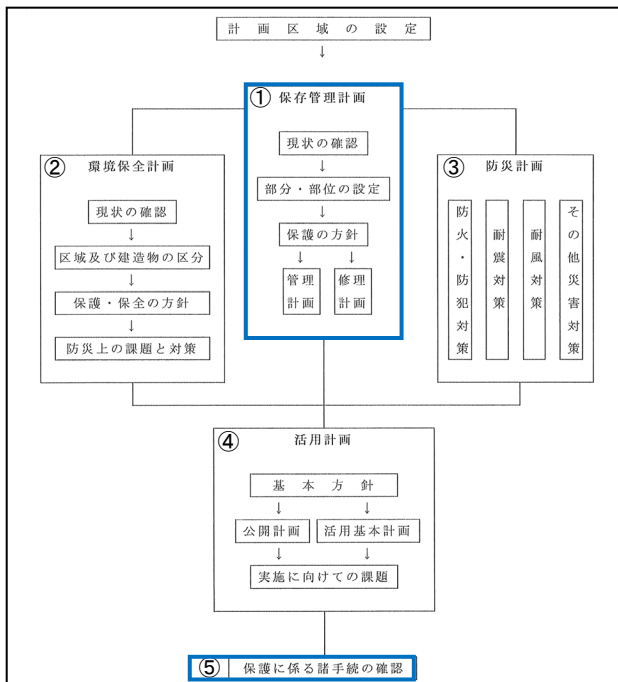 計画区域の設定
↓
① 保存管理計画
現状の確認
↓
部分・部位の設定
↓
保護の方針
↓ ↓
管理計画 修理計画
② 環境保全計画
現状の確認
↓
区域及び建造物の区分
↓
保護・保全の方針
↓
防災上の課題と対策
③ 防災計画
防火・防犯対策
耐震対策
耐風対策
その他災害対策
④ 活用計画
基本方針
↓ ↓
公開計画 活用基本計画
↓ ↓
実施に向けての課題
⑤ 保護に係る諸手続の確認